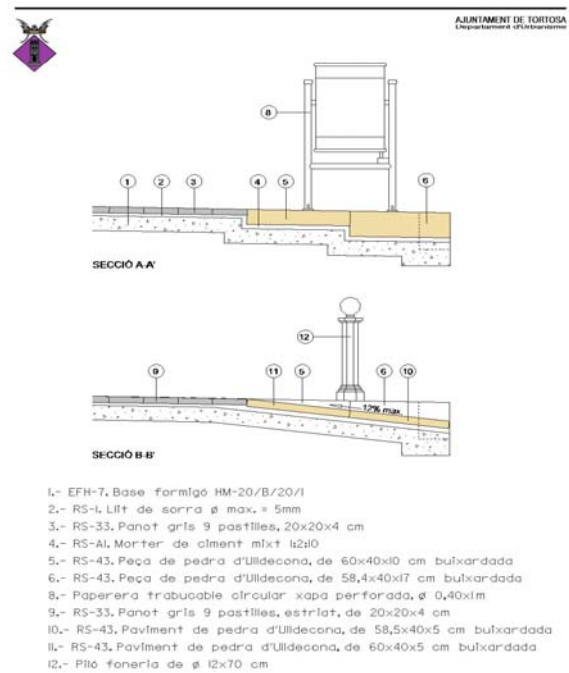 AJUNTAMENT DE TORTOSA
Departament d'Urbanisme
8
1 2 3 4 5 6
SECCIÓ A-A'
12
9 11 5 6 10
12% max.
SECCIÓ B-B'
1.- EFH-7. Base formigó HM-20/B/20/I
2.- RS-1. Llit de sorra ø max. = 5mm
3.- RS-33. Panot gris 9 pastilles, 20x20x4 cm
4.- RS-A1. Morter de ciment mixt 1:2:10
5.- RS-43. Peça de pedra d'Ulldecona, de 60x40x10 cm buixardada
6.- RS-43. Peça de pedra d'Ulldecona, de 58,4x40x17 cm buixardada
8.- Paperera trabucable circular xapa perforada, ø 0,40x1m
9.- RS-33. Panot gris 9 pastilles, estriat, de 20x20x4 cm
10.- RS-43. Paviment de pedra d'Ulldecona, de 58,5x40x5 cm buixardada
11.- RS-43. Paviment de pedra d'Ulldecona, de 60x40x5 cm buixardada
12.- Piló foneria de ø 12x70 cm